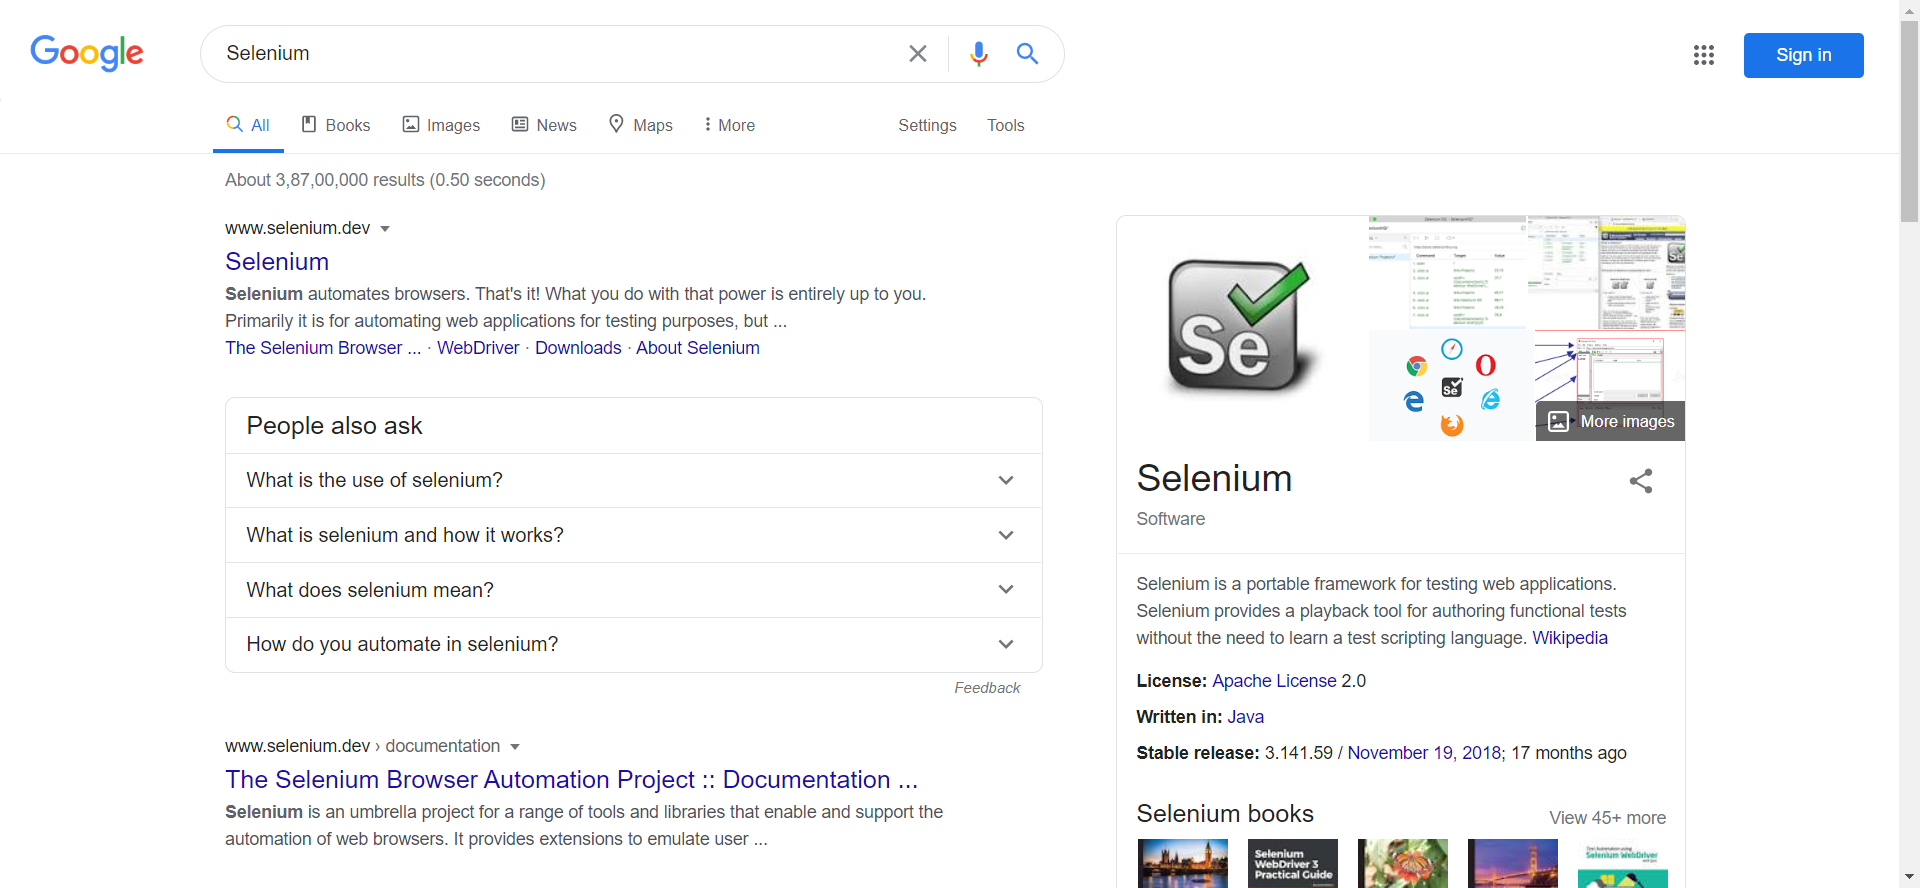 Google
Selenium
Sign in
All
Books
Images
News
Maps
More
Settings
Tools
About 3,87,00,000 results (0.50 seconds)
www.selenium.dev
Selenium
Selenium automates browsers. That's it! What you do with that power is entirely up to you.
Primarily it is for automating web applications for testing purposes, but ...
The Selenium Browser ... · WebDriver · Downloads · About Selenium
People also ask
What is the use of selenium?
What is selenium and how it works?
What does selenium mean?
How do you automate in selenium?
Feedback
www.selenium.dev › documentation
The Selenium Browser Automation Project :: Documentation ...
Selenium is an umbrella project for a range of tools and libraries that enable and support the
automation of web browsers. It provides extensions to emulate user ...
Se
Command Target Value
Se
Se
More images
Selenium
Software
Selenium is a portable framework for testing web applications.
Selenium provides a playback tool for authoring functional tests
without the need to learn a test scripting language. Wikipedia
License: Apache License 2.0
Written in: Java
Stable release: 3.141.59 / November 19, 2018; 17 months ago
Selenium books
View 45+ more
Selenium
WebDriver 3
Practical Guide
Test Automation using
Selenium WebDriver